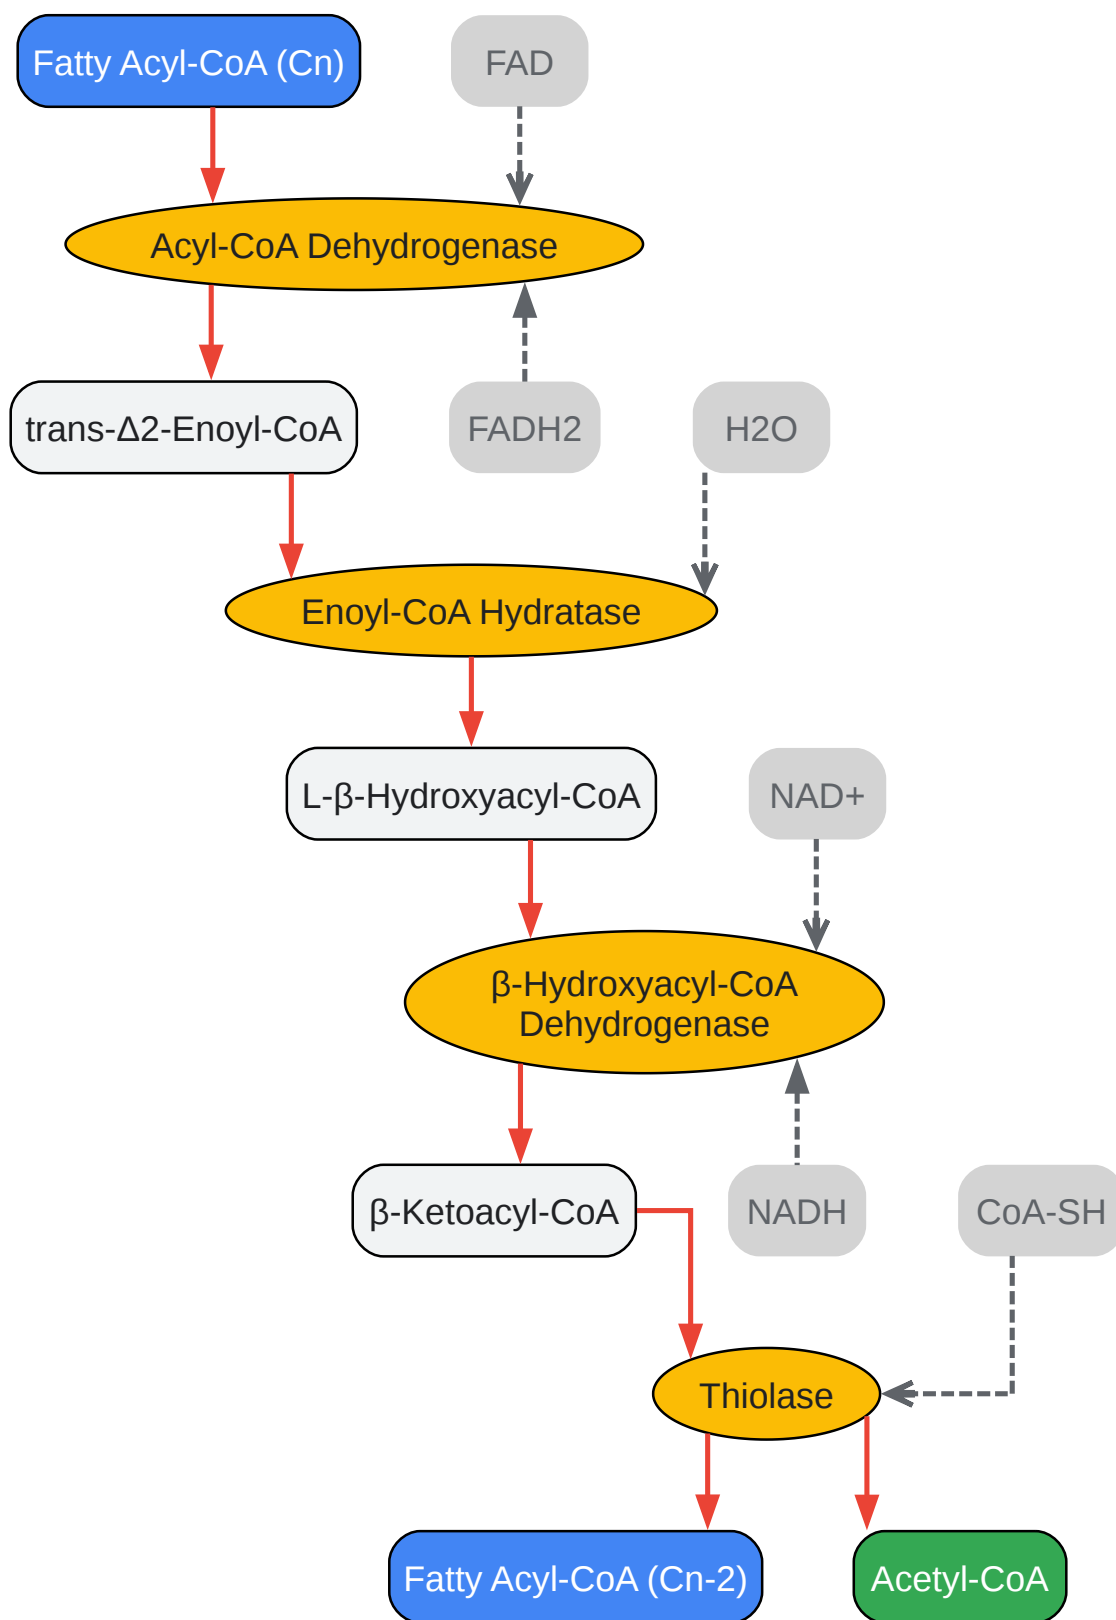 Fatty Acyl-CoA (Cn)
FAD
Acyl-CoA Dehydrogenase
trans-Δ2-Enoyl-CoA
FADH2
H2O
Enoyl-CoA Hydratase
L-β-Hydroxyacyl-CoA
NAD+
β-Hydroxyacyl-CoA
Dehydrogenase
β-Ketoacyl-CoA
NADH
CoA-SH
Thiolase
Fatty Acyl-CoA (Cn-2)
Acetyl-CoA